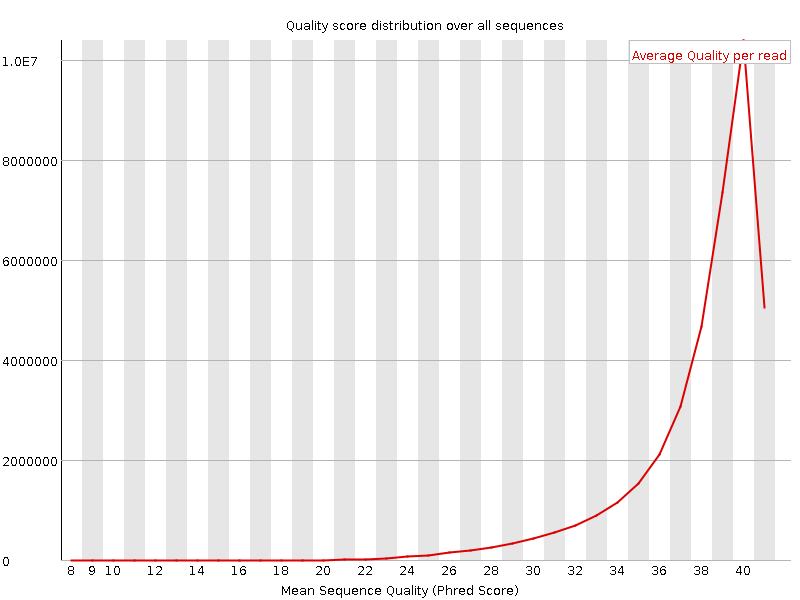 Quality score distribution over all sequences
Average Quality per read
1.0E7
8000000
6000000
4000000
2000000
0
8 9 10 12 14 16 18 20 22 24 26 28 30 32 34 36 38 40
Mean Sequence Quality (Phred Score)